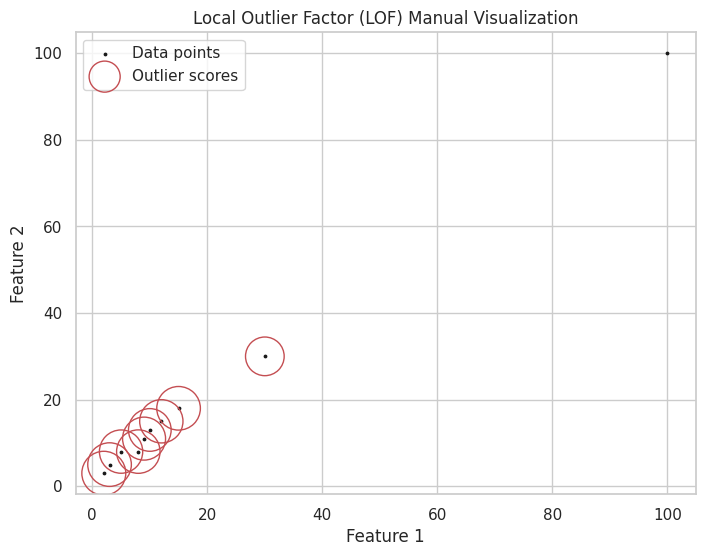 Local Outlier Factor (LOF) Manual Visualization
Data points
Outlier scores
100
80
60
40
20
0
Feature 2
0 20 40 60 80 100
Feature 1